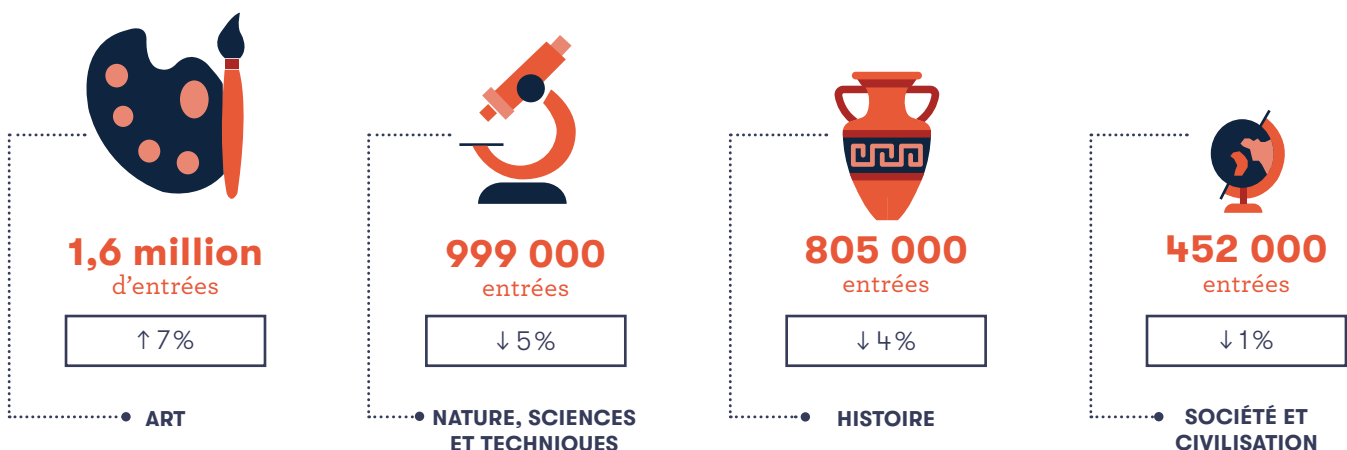 1,6 million
d'entrées
↑ 7%
ART
999 000
entrées
↓ 5%
NATURE, SCIENCES
ET TECHNIQUES
805 000
entrées
↓ 4%
HISTOIRE
452 000
entrées
↓ 1%
SOCIÉTÉ ET
CIVILISATION